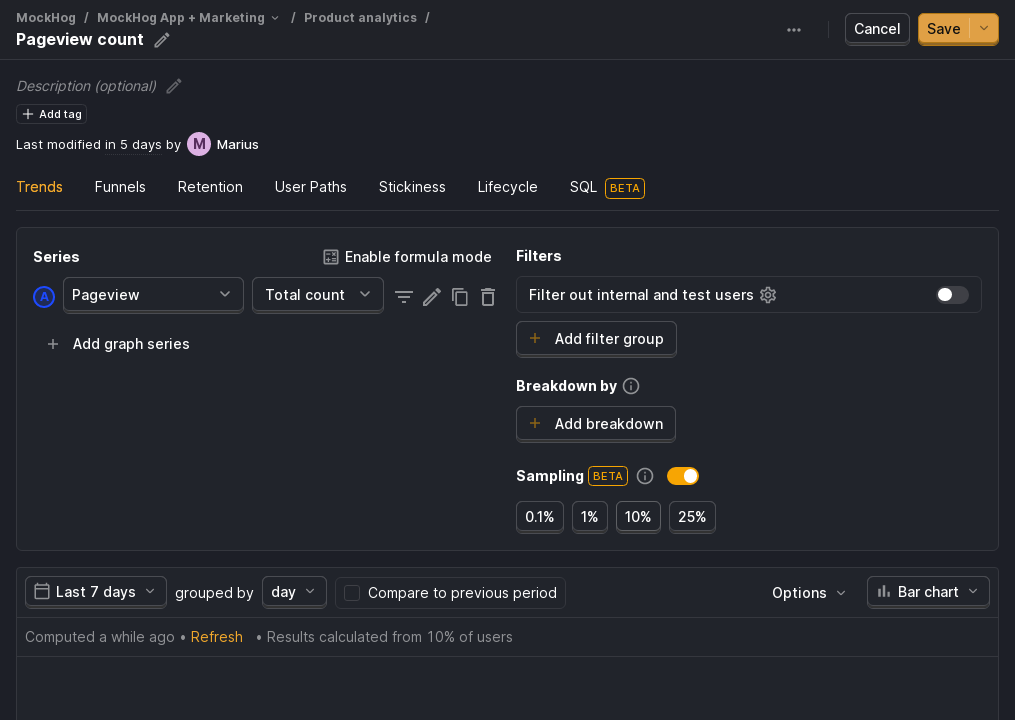 MockHog / MockHog App + Marketing / Product analytics /
Pageview count
Cancel
Save
Description (optional)
Add tag
Last modified in 5 days by M Marius
Trends
Funnels
Retention
User Paths
Stickiness
Lifecycle
SQL BETA
Series
Enable formula mode
A
Pageview
Total count
Add graph series
Filters
Filter out internal and test users
Add filter group
Breakdown by
Add breakdown
Sampling BETA
0.1%
1%
10%
25%
Last 7 days
grouped by
day
Compare to previous period
Options
Bar chart
Computed a while ago • Refresh • Results calculated from 10% of users